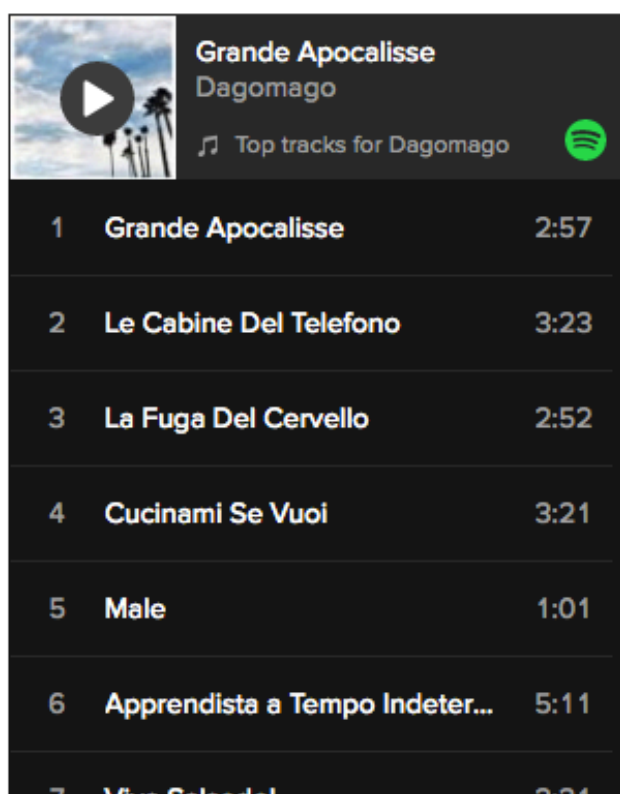 Grande Apocalisse
Dagomago
Top tracks for Dagomago
1 Grande Apocalisse 2:57
2 Le Cabine Del Telefono 3:23
3 La Fuga Del Cervello 2:52
4 Cucinami Se Vuoi 3:21
5 Male 1:01
6 Apprendista a Tempo Indeter... 5:11
7